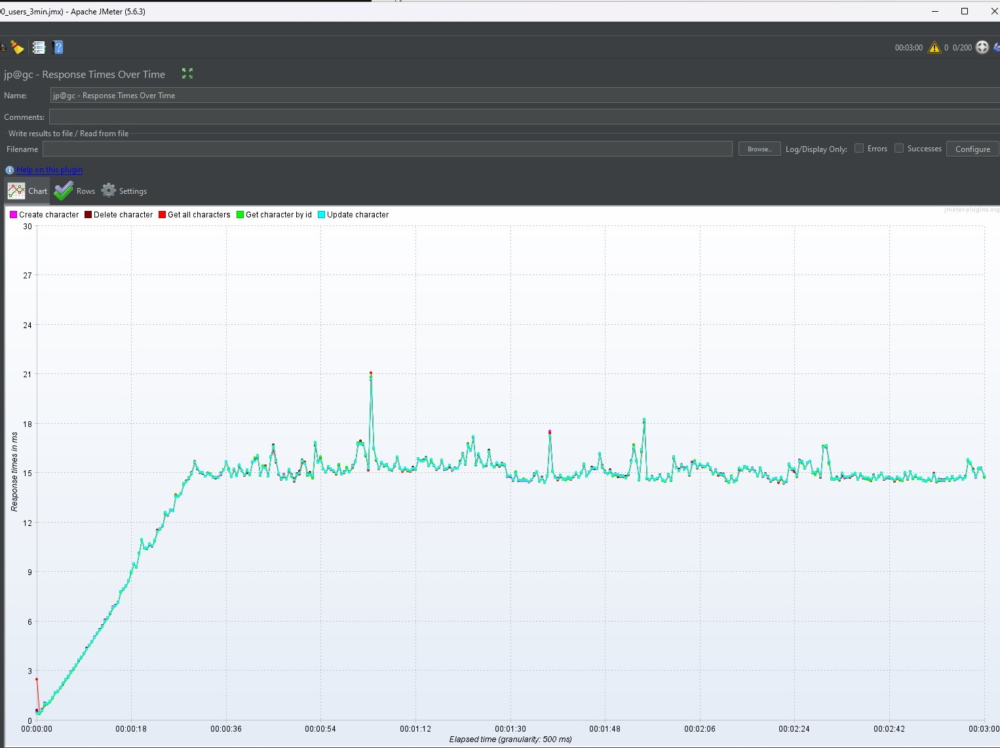 00_users_3min.jmx) - Apache JMeter (5.6.3)
00:03:00 0 0/200
jp@gc - Response Times Over Time
Name: jp@gc - Response Times Over Time
Comments:
Write results to file / Read from file
Filename Browse... Log/Display Only: Errors Successes Configure
Help on this plugin
Chart Rows Settings
jmeter-plugins.org
Create character Delete character Get all characters Get character by id Update character
30
27
24
21
18
15
12
9
6
3
0
Response times in ms
00:00:00 00:00:18 00:00:36 00:00:54 00:01:12 00:01:30 00:01:48 00:02:06 00:02:24 00:02:42 00:03:00
Elapsed time (granularity: 500 ms)